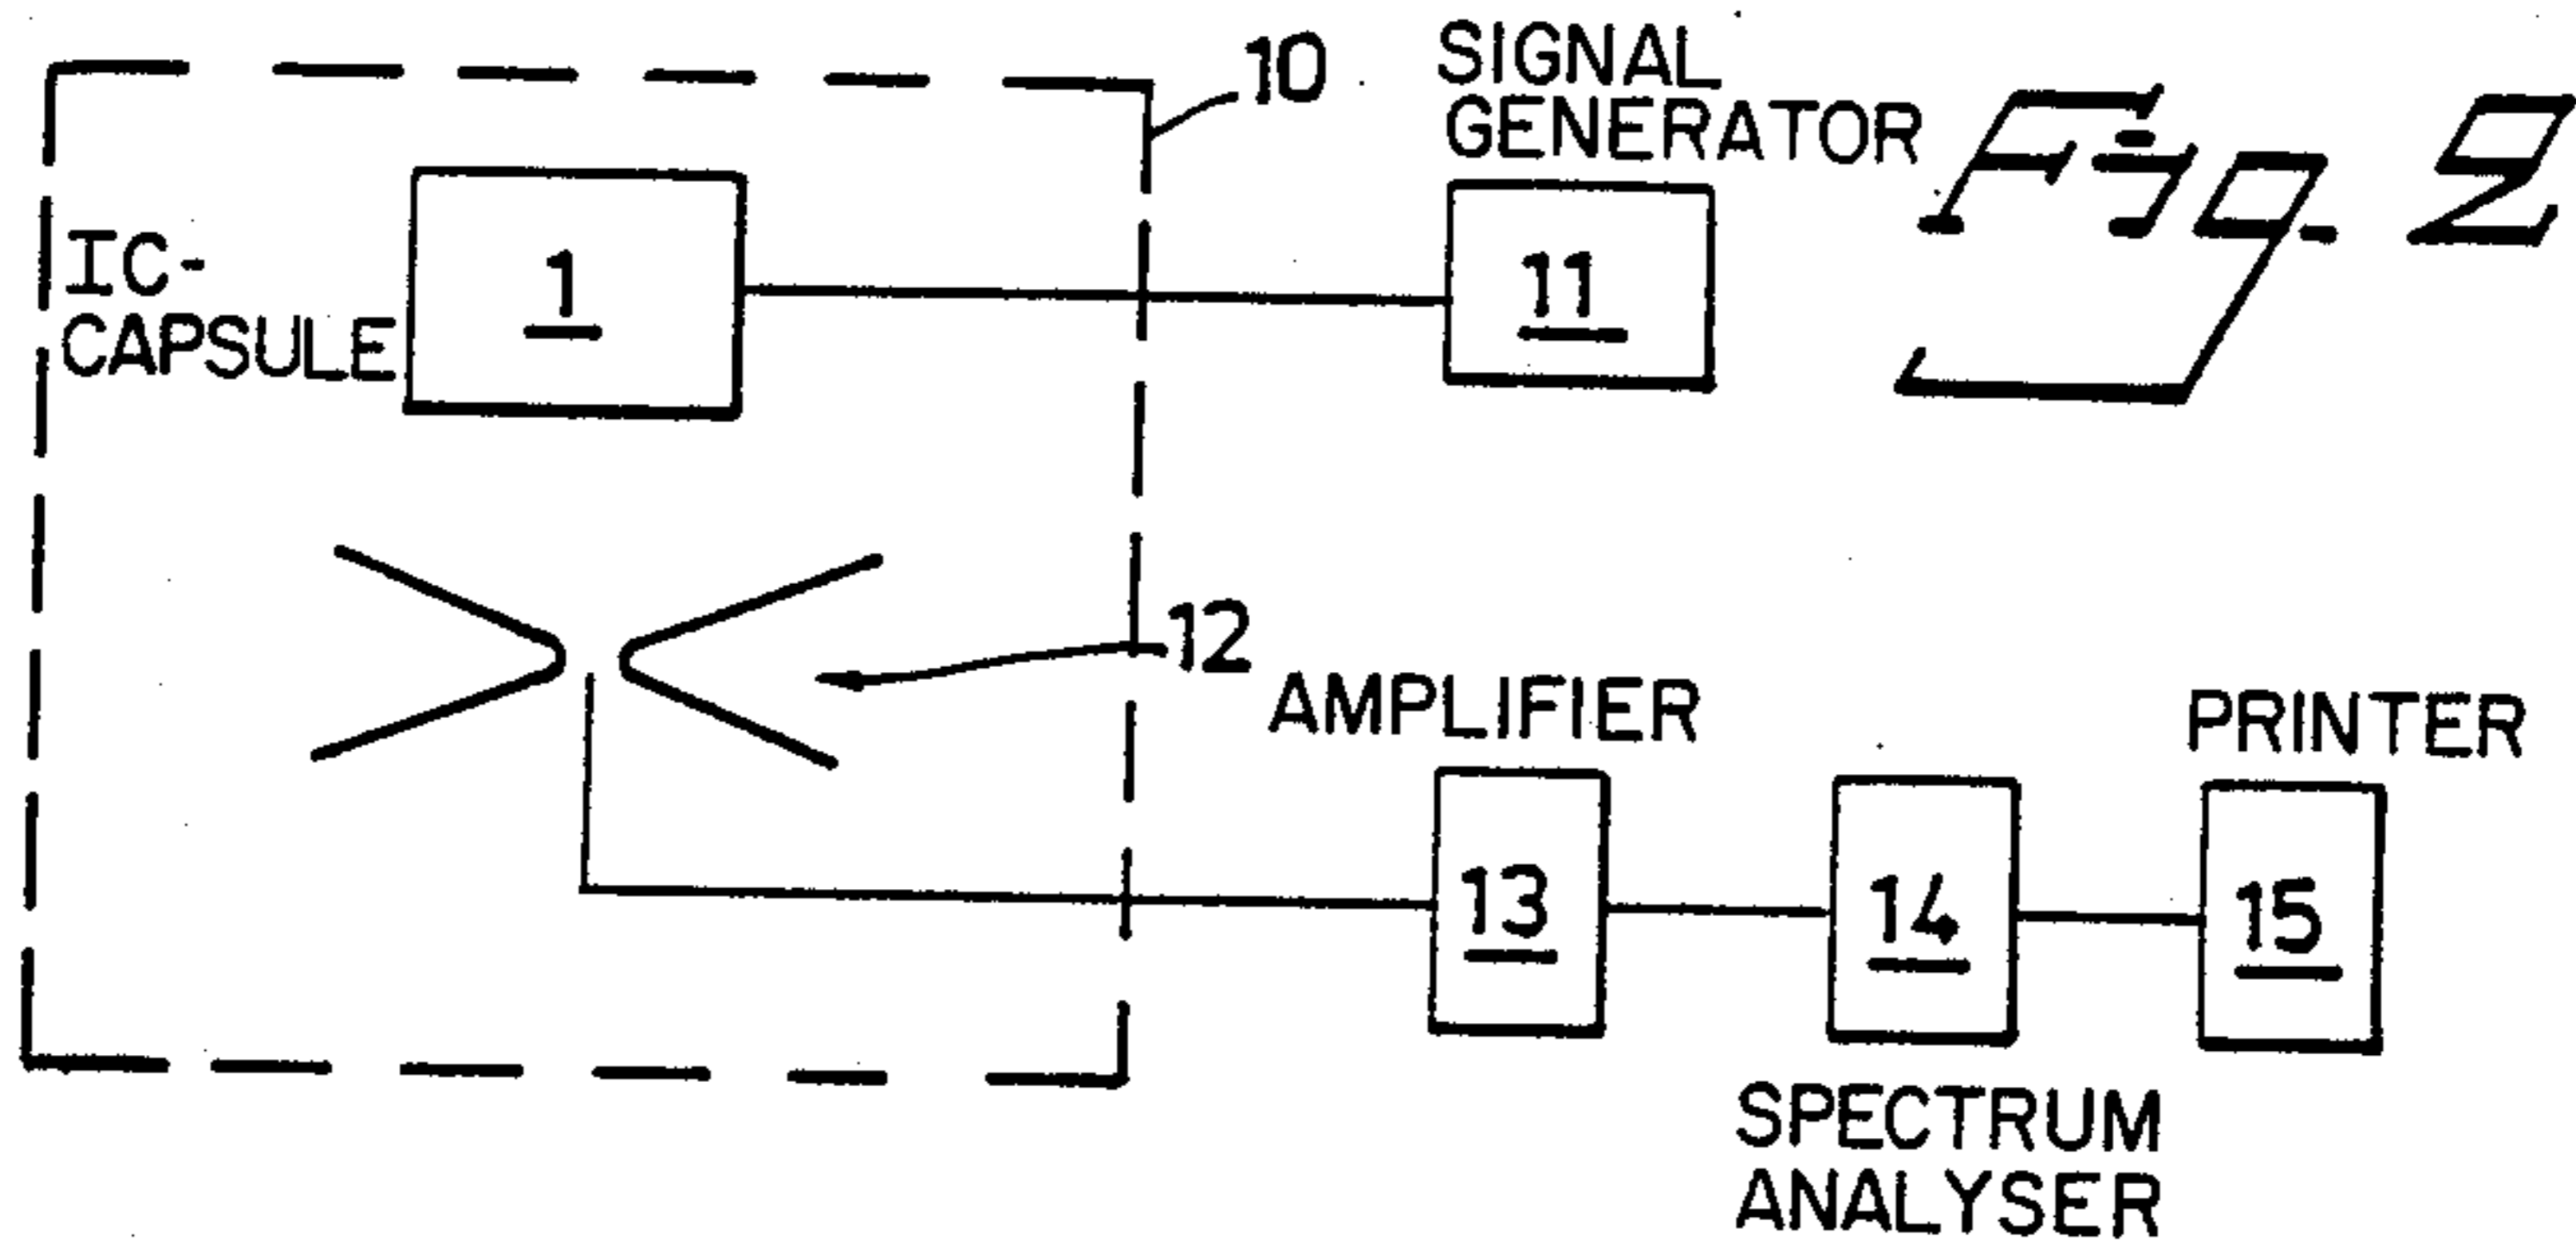 10
SIGNAL
GENERATOR
Fig. 2
IC-
CAPSULE
1
11
12
AMPLIFIER
PRINTER
13
14
15
SPECTRUM
ANALYSER